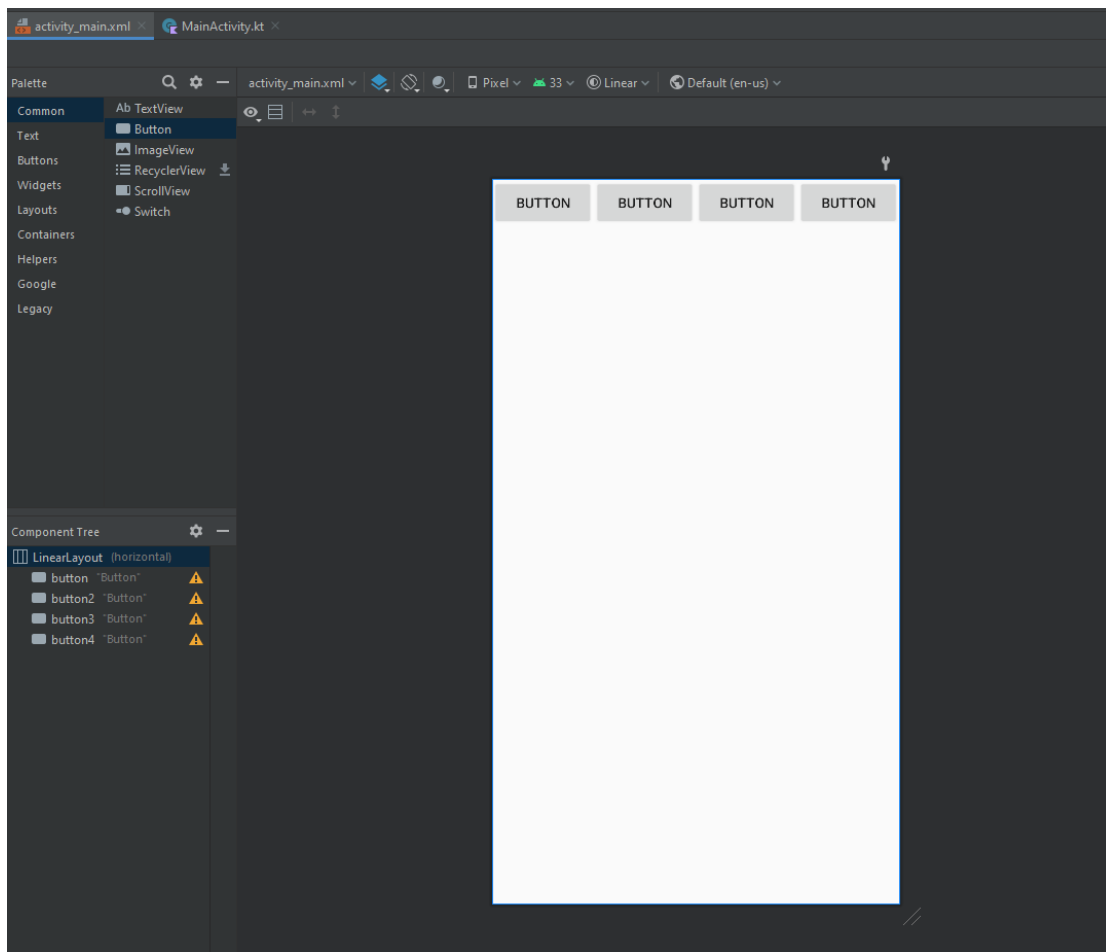 activity_main.xml MainActivity.kt
Palette
activity_main.xml Pixel 33 Linear Default (en-us)
Common
Text
Buttons
Widgets
Layouts
Containers
Helpers
Google
Legacy
Ab TextView
Button
ImageView
RecyclerView
ScrollView
Switch
BUTTON BUTTON BUTTON BUTTON
Component Tree
LinearLayout (horizontal)
button "Button"
button2 "Button"
button3 "Button"
button4 "Button"